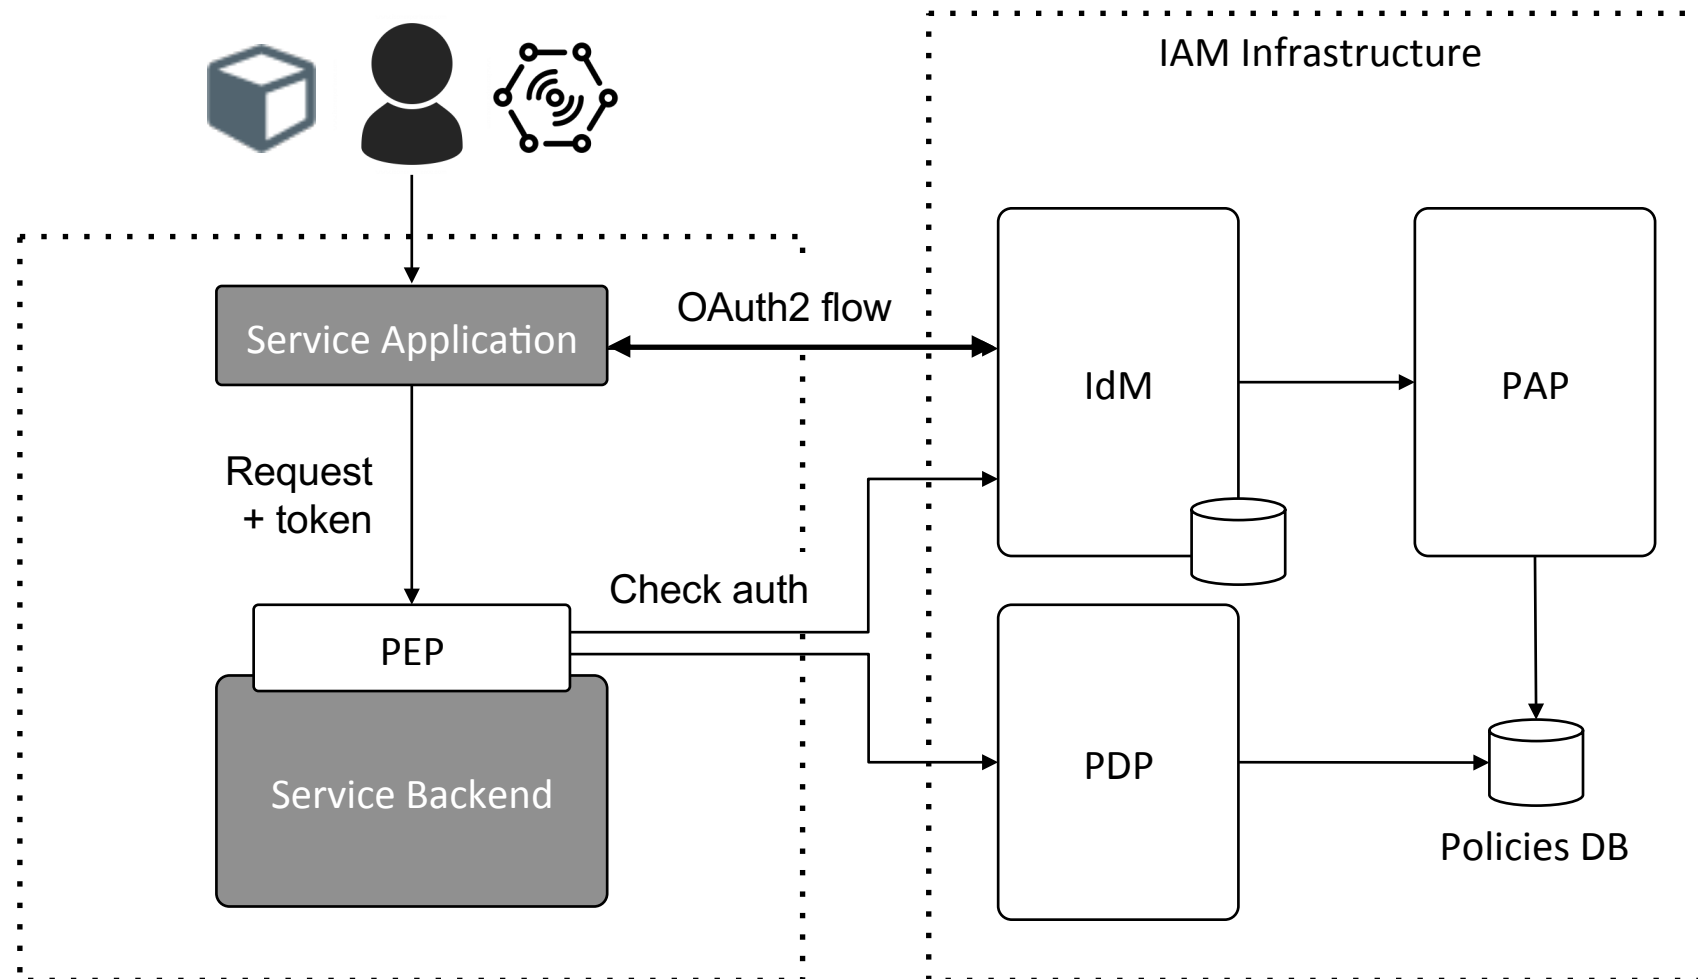 IAM Infrastructure
OAuth2 flow
Service Application
IdM
PAP
Request
+ token
Check auth
PEP
PDP
Service Backend
Policies DB